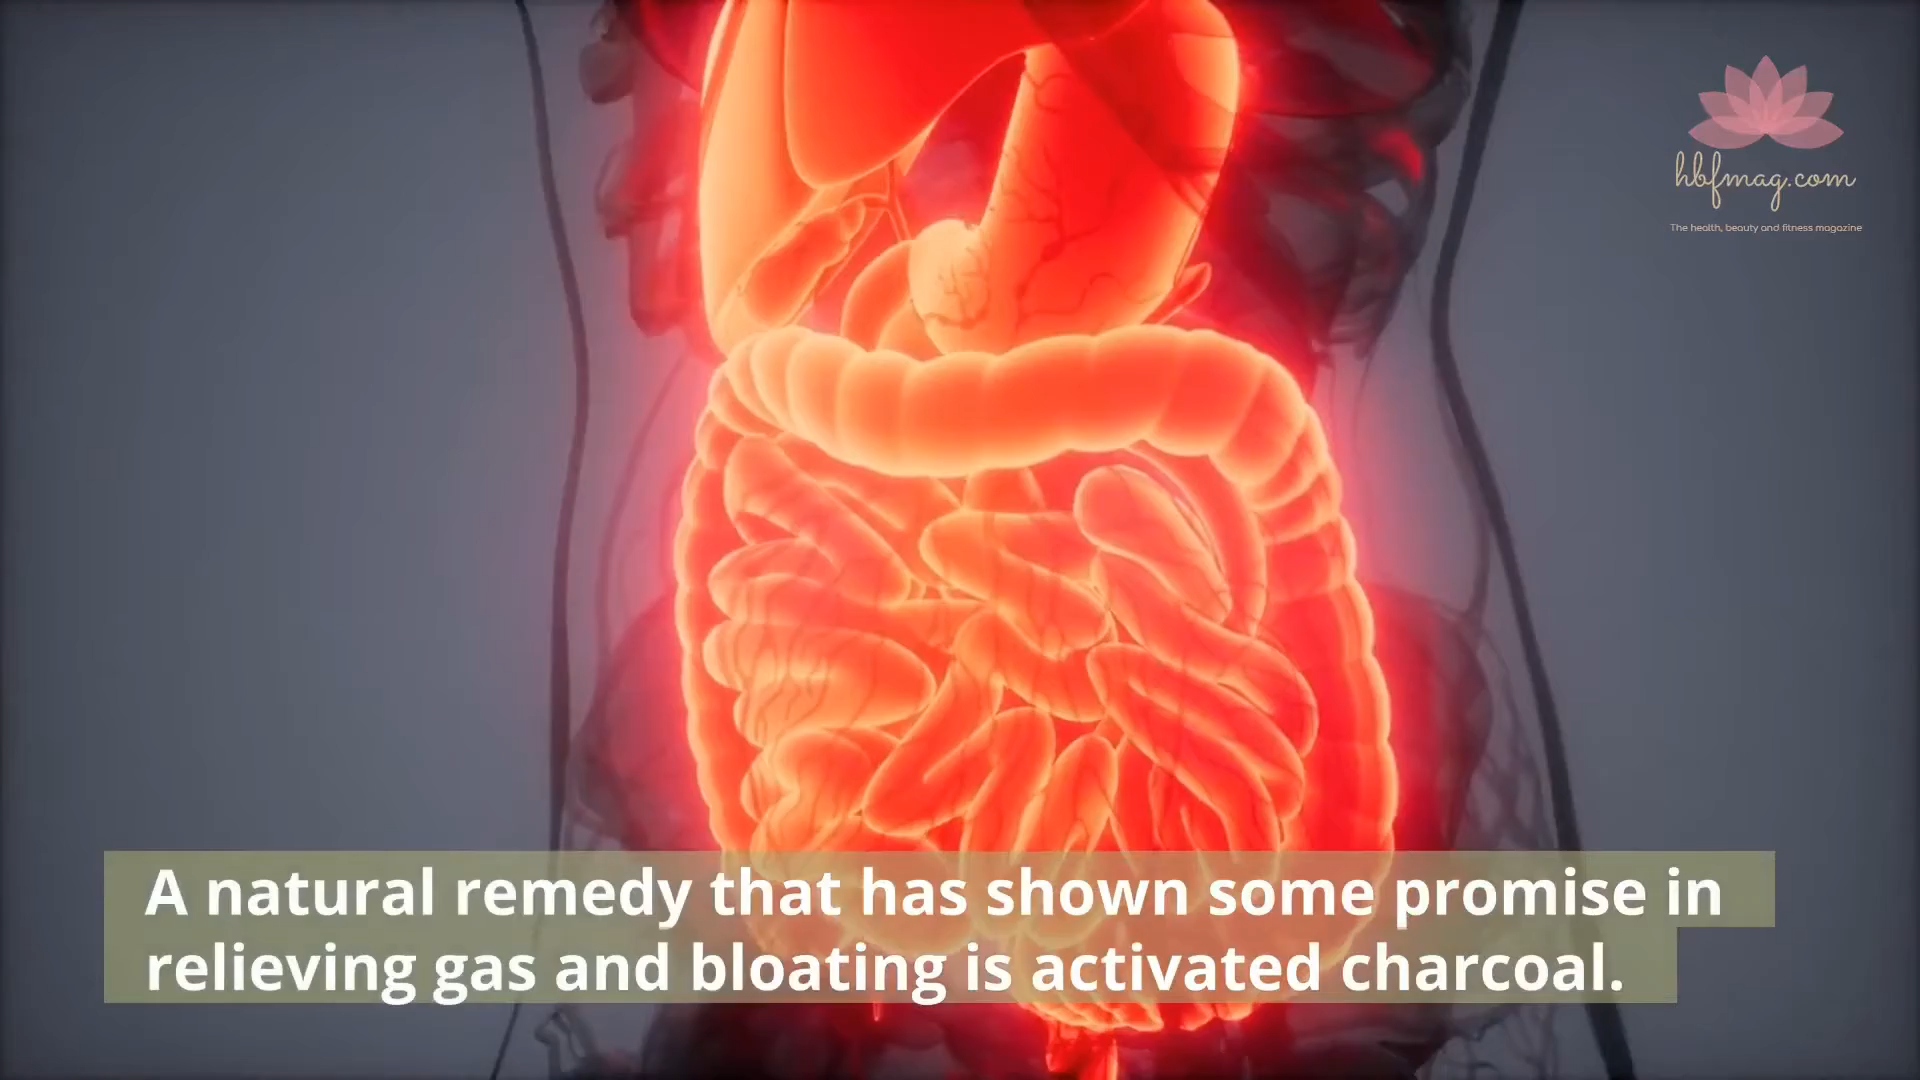 hbfmag.com
The health, beauty and fitness magazine
A natural remedy that has shown some promise in
relieving gas and bloating is activated charcoal.